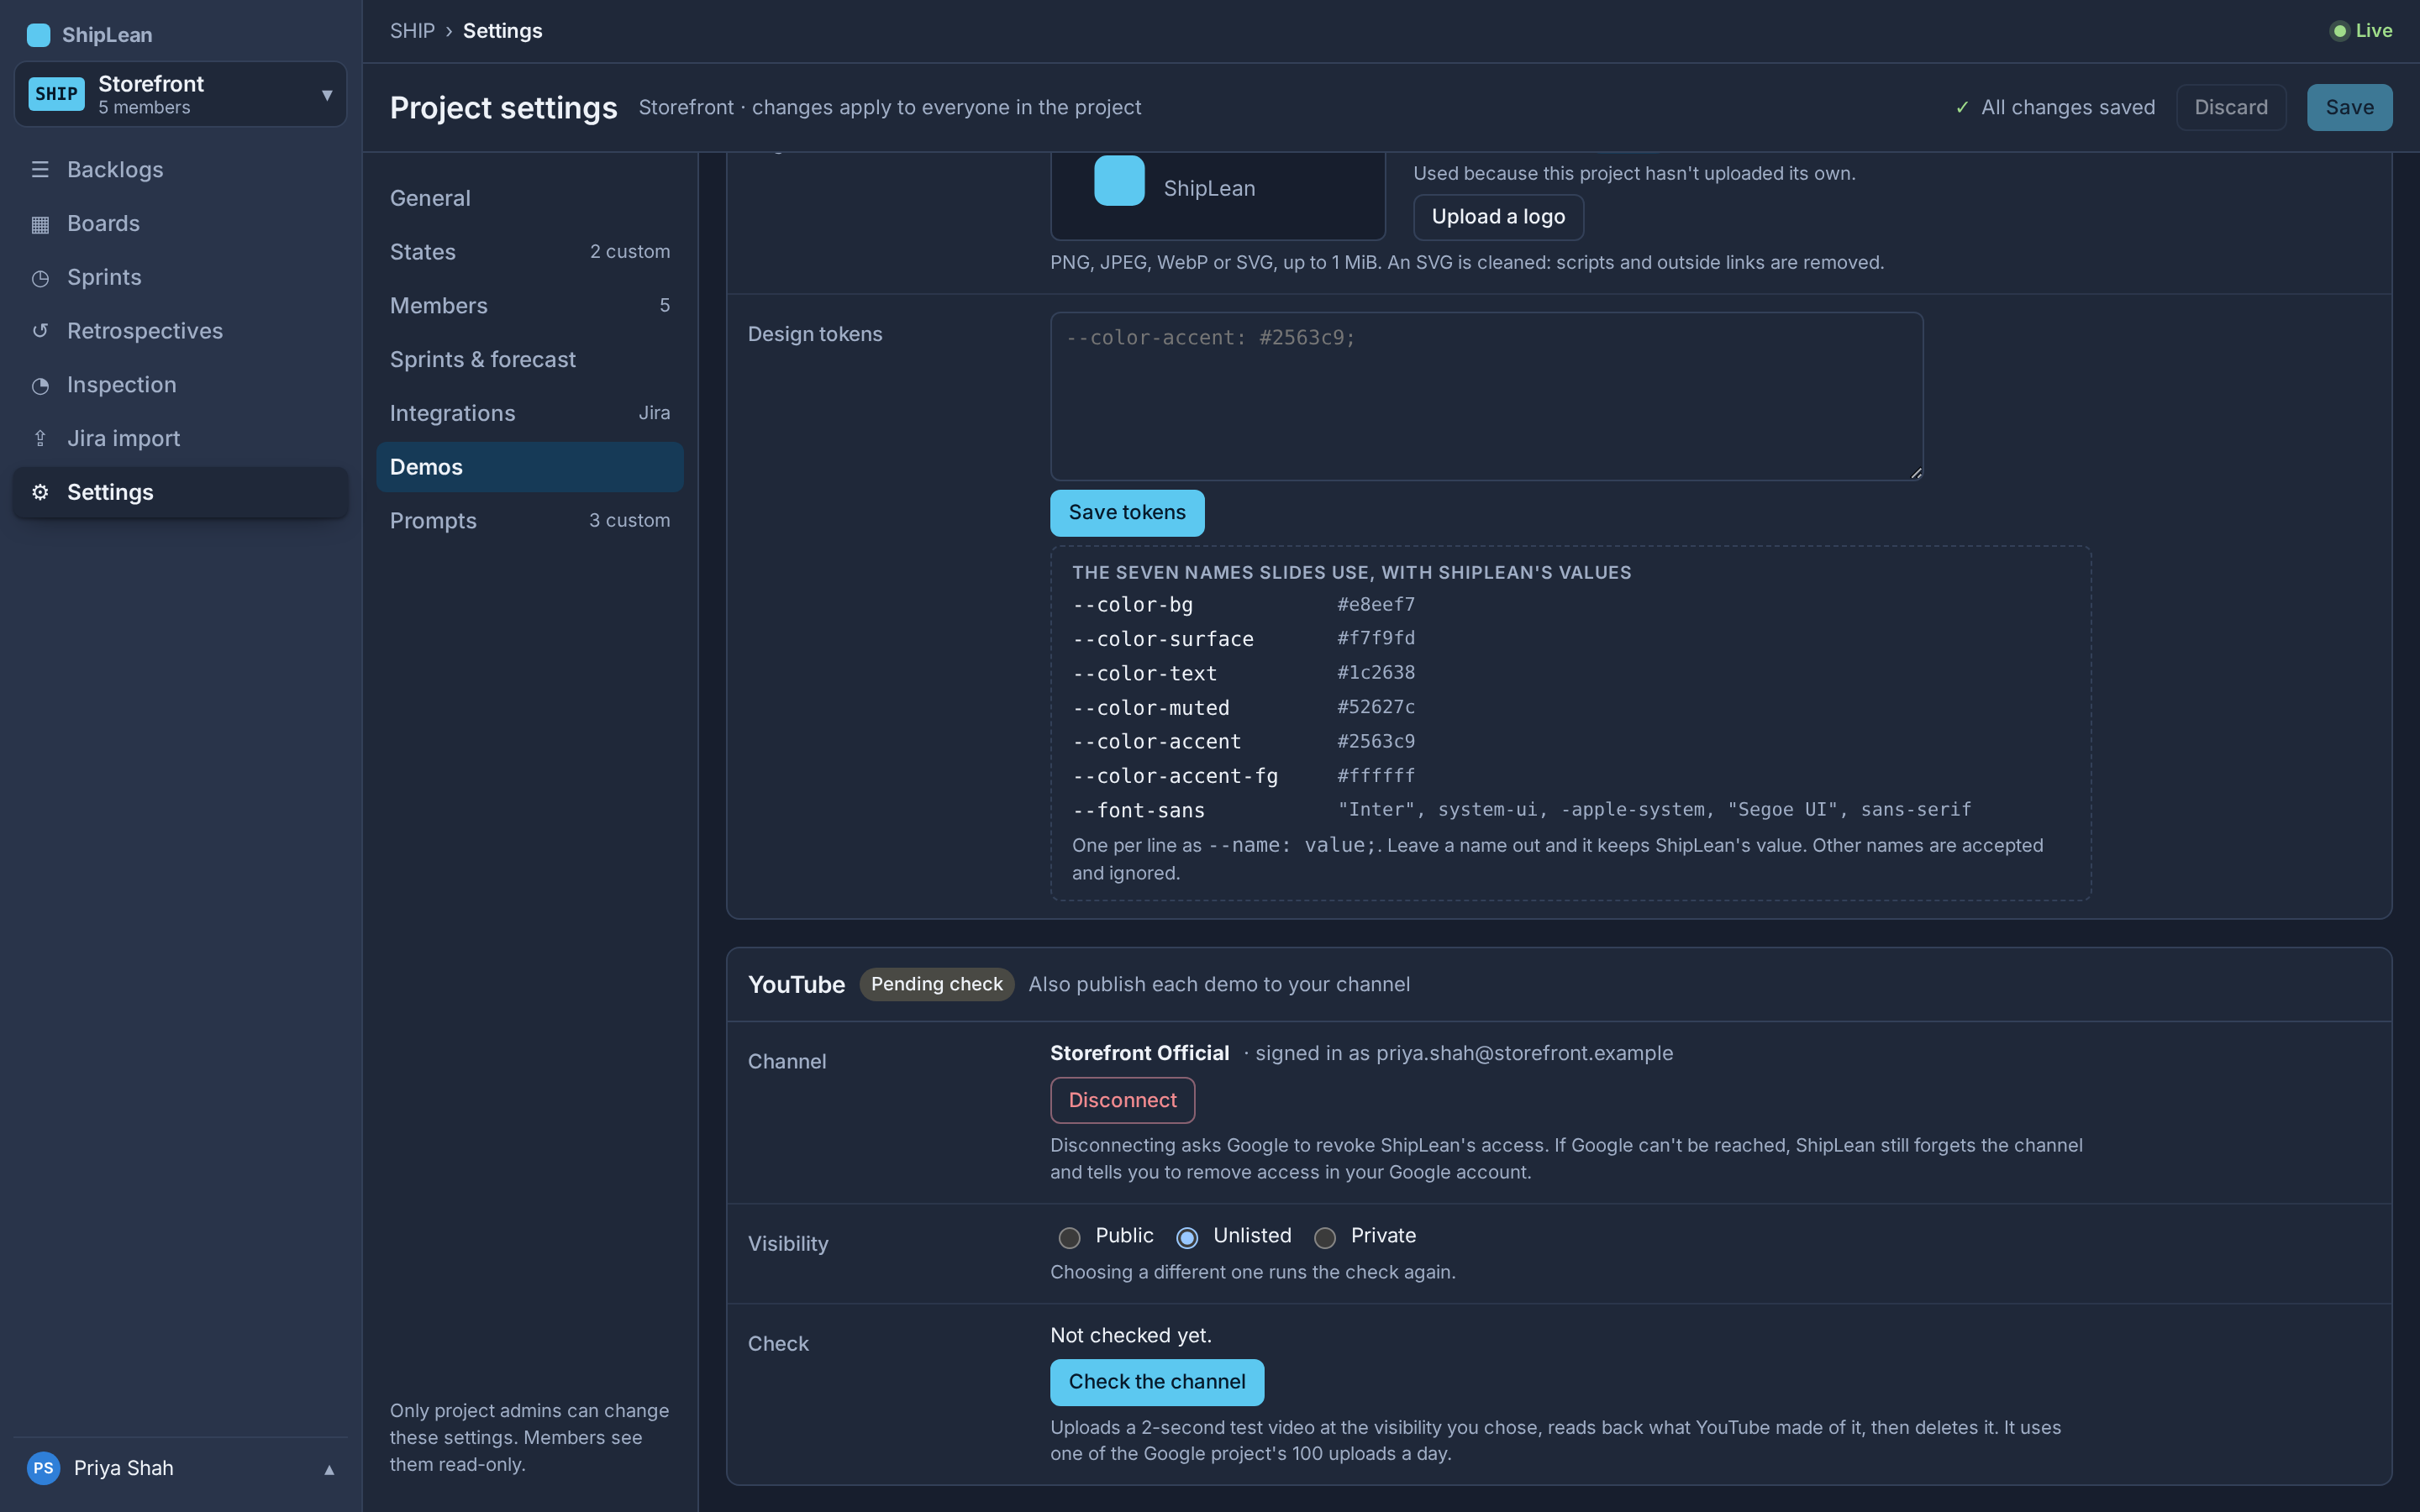 ShipLean
SHIP
Storefront
5 members
Backlogs
Boards
Sprints
Retrospectives
Inspection
Jira import
Settings
PS
Priya Shah
SHIP › Settings
Live
Project settings
Storefront · changes apply to everyone in the project
✓ All changes saved
Discard
Save
General
States
2 custom
Members
5
Sprints & forecast
Integrations
Jira
Demos
Prompts
3 custom
Only project admins can change
these settings. Members see
them read-only.
ShipLean
Used because this project hasn't uploaded its own.
Upload a logo
PNG, JPEG, WebP or SVG, up to 1 MiB. An SVG is cleaned: scripts and outside links are removed.
Design tokens
--color-accent: #2563c9;
Save tokens
THE SEVEN NAMES SLIDES USE, WITH SHIPLEAN'S VALUES
--color-bg #e8eef7
--color-surface #f7f9fd
--color-text #1c2638
--color-muted #52627c
--color-accent #2563c9
--color-accent-fg #ffffff
--font-sans "Inter", system-ui, -apple-system, "Segoe UI", sans-serif
One per line as --name: value;. Leave a name out and it keeps ShipLean's value. Other names are accepted
and ignored.
YouTube
Pending check
Also publish each demo to your channel
Channel
Storefront Official · signed in as priya.shah@storefront.example
Disconnect
Disconnecting asks Google to revoke ShipLean's access. If Google can't be reached, ShipLean still forgets the channel
and tells you to remove access in your Google account.
Visibility
Public
Unlisted
Private
Choosing a different one runs the check again.
Check
Not checked yet.
Check the channel
Uploads a 2-second test video at the visibility you chose, reads back what YouTube made of it, then deletes it. It uses
one of the Google project's 100 uploads a day.